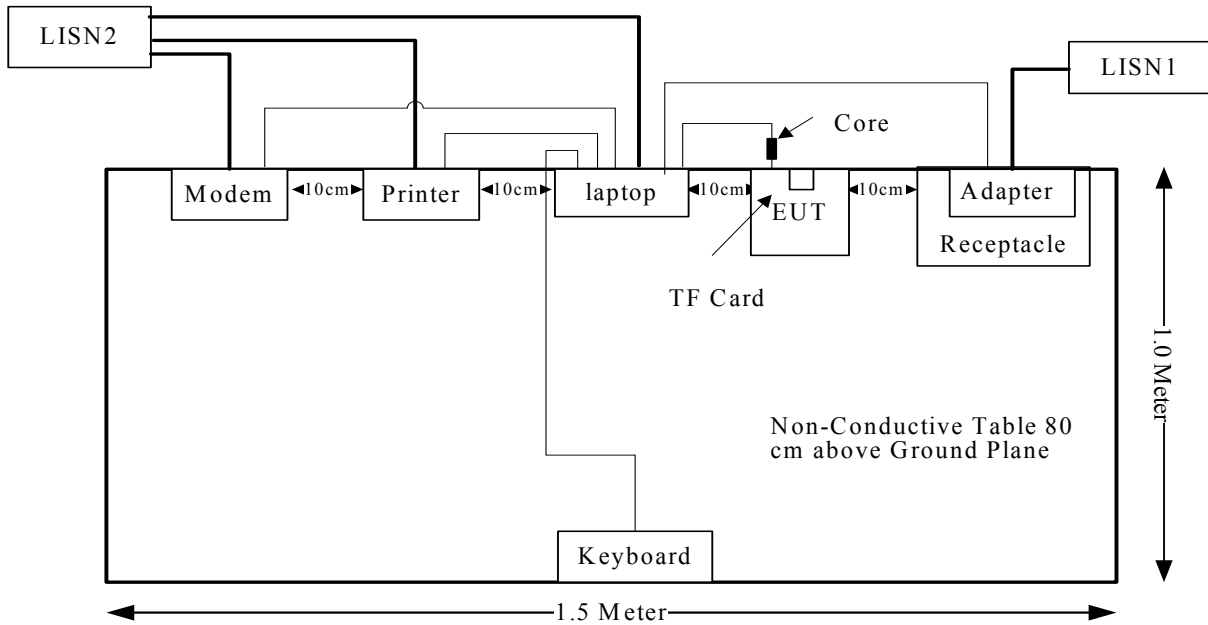 LISN2
LISN1
Core
Modem
10cm
Printer
10cm
laptop
10cm
EUT
10cm
Adapter
Receptacle
TF Card
1.0 Meter
Non-Conductive Table 80
cm above Ground Plane
Keyboard
1.5 Meter